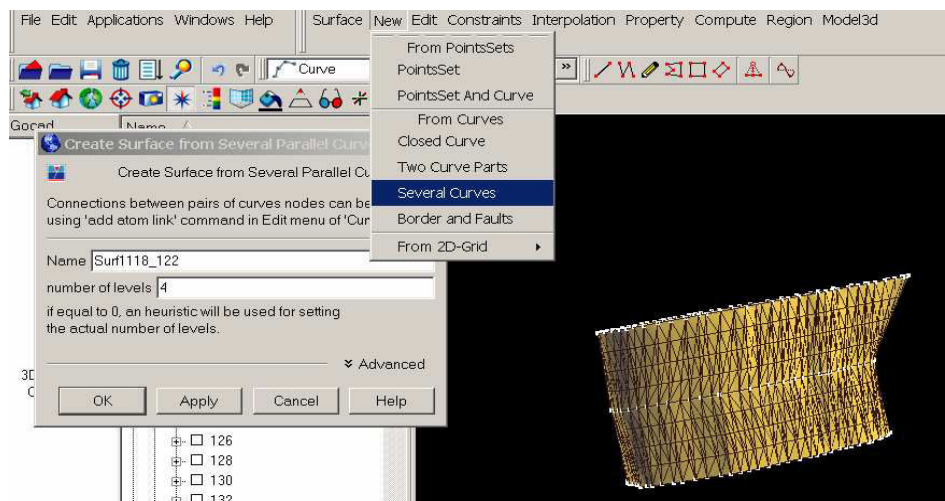 File Edit Applications Windows Help Surface New Edit Constraints Interpolation Property Compute Region Model3d
From PointsSets
PointsSet
PointsSet And Curve
From Curves
Closed Curve
Two Curve Parts
Several Curves
Border and Faults
From 2D-Grid
Curve
»
Gocad Name
Create Surface from Several Parallel Curv
Create Surface from Several Parallel Cu
Connections between pairs of curves nodes can be
using 'add atom link' command in Edit menu of 'Cur
Name Surf1118_122
number of levels 4
if equal to 0, an heuristic will be used for setting
the actual number of levels.
Advanced
OK Apply Cancel Help
126
128
130
132